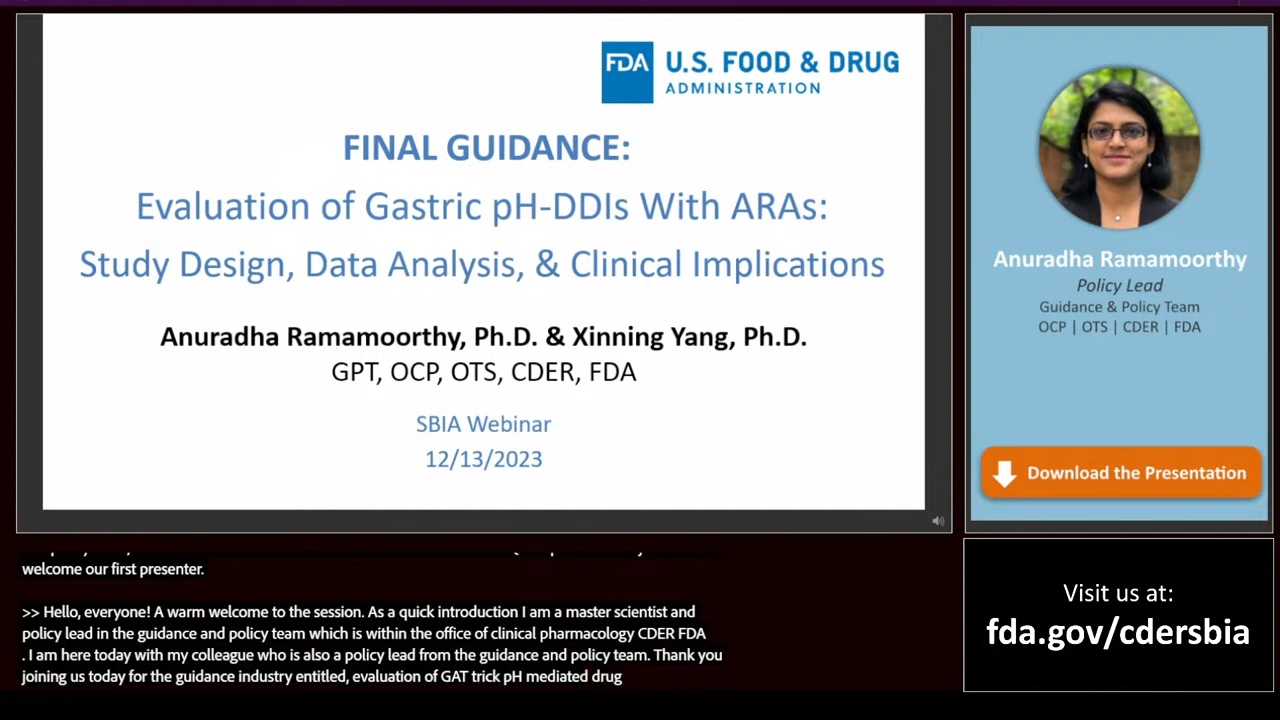 FDA
U.S. FOOD & DRUG
ADMINISTRATION
FINAL GUIDANCE:
Evaluation of Gastric pH-DDIs With ARAs:
Study Design, Data Analysis, & Clinical Implications
Anuradha Ramamoorthy, Ph.D. & Xinning Yang, Ph.D.
GPT, OCP, OTS, CDER, FDA
SBIA Webinar
12/13/2023
Anuradha Ramamoorthy
Policy Lead
Guidance & Policy Team
OCP | OTS | CDER | FDA
Download the Presentation
welcome our first presenter.
>> Hello, everyone! A warm welcome to the session. As a quick introduction I am a master scientist and
policy lead in the guidance and policy team which is within the office of clinical pharmacology CDER FDA
. I am here today with my colleague who is also a policy lead from the guidance and policy team. Thank you
joining us today for the guidance industry entitled, evaluation of GAT trick pH mediated drug
Visit us at:
fda.gov/cdersbia